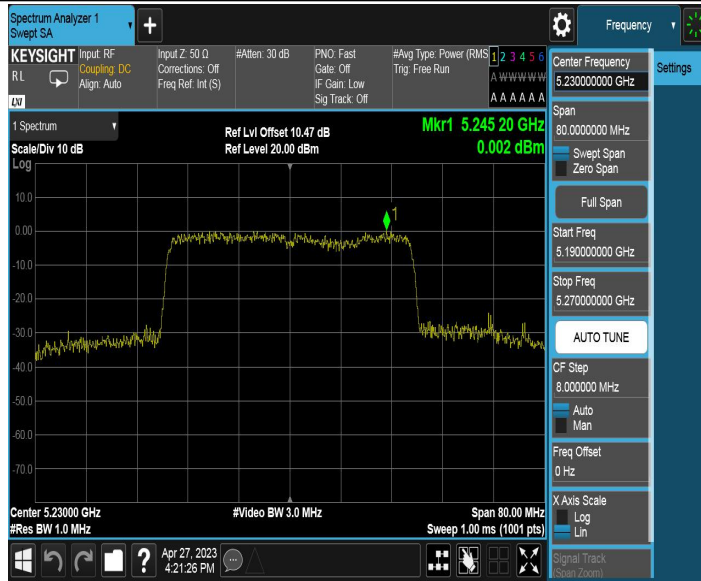 Spectrum Analyzer 1
Swept SA
Frequency
KEYSIGHT
RL
LXI
Input: RF
Coupling: DC
Align: Auto
Input Z: 50 Ω
Corrections: Off
Freq Ref: Int (S)
#Atten: 30 dB
PNO: Fast
Gate: Off
IF Gain: Low
Sig Track: Off
#Avg Type: Power (RMS
Trig: Free Run
1 2 3 4 5 6
A W W W W W
A A A A A A
1 Spectrum
Scale/Div 10 dB
Log
Ref Lvl Offset 10.47 dB
Ref Level 20.00 dBm
Mkr1 5.245 20 GHz
0.002 dBm
10.0
0.00
-10.0
-20.0
-30.0
-40.0
-50.0
-60.0
-70.0
1
Center 5.23000 GHz
#Res BW 1.0 MHz
#Video BW 3.0 MHz
Span 80.00 MHz
Sweep 1.00 ms (1001 pts)
Apr 27, 2023
4:21:26 PM
Center Frequency
5.230000000 GHz
Span
80.0000000 MHz
Swept Span
Zero Span
Full Span
Start Freq
5.190000000 GHz
Stop Freq
5.270000000 GHz
AUTO TUNE
CF Step
8.000000 MHz
Auto
Man
Freq Offset
0 Hz
X Axis Scale
Log
Lin
Signal Track
(Span Zoom)
Settings